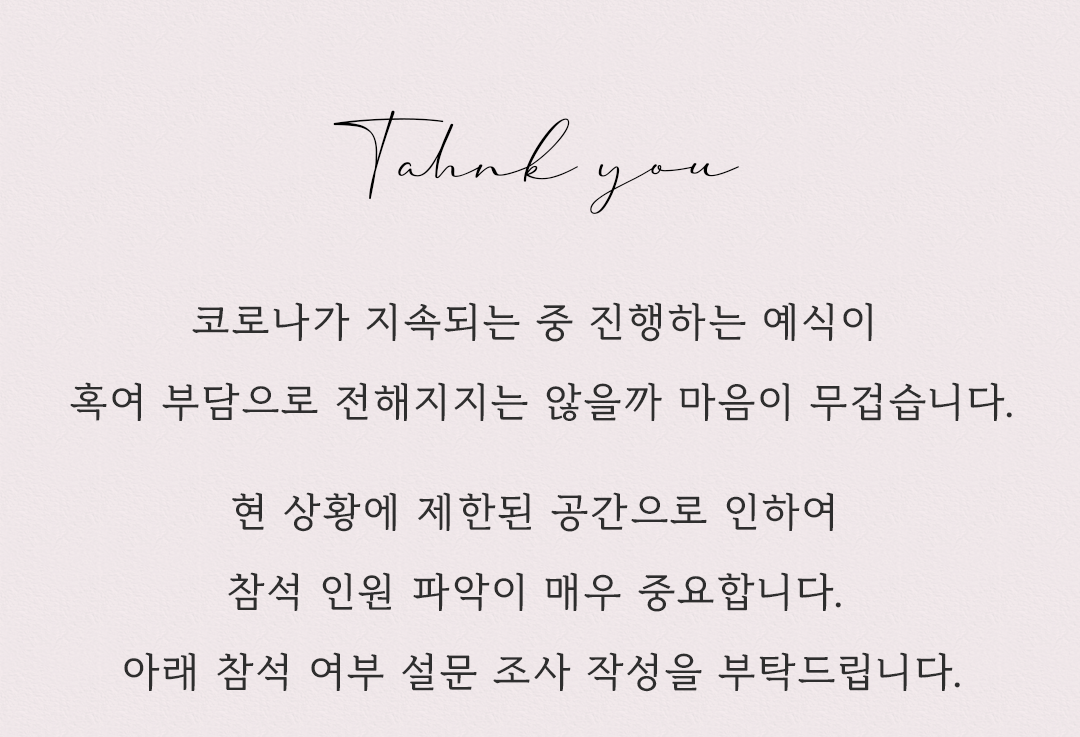 Tahnk you
코로나가 지속되는 중 진행하는 예식이
혹여 부담으로 전해지지는 않을까 마음이 무겁습니다.
현 상황에 제한된 공간으로 인하여
참석 인원 파악이 매우 중요합니다.
아래 참석 여부 설문 조사 작성을 부탁드립니다.